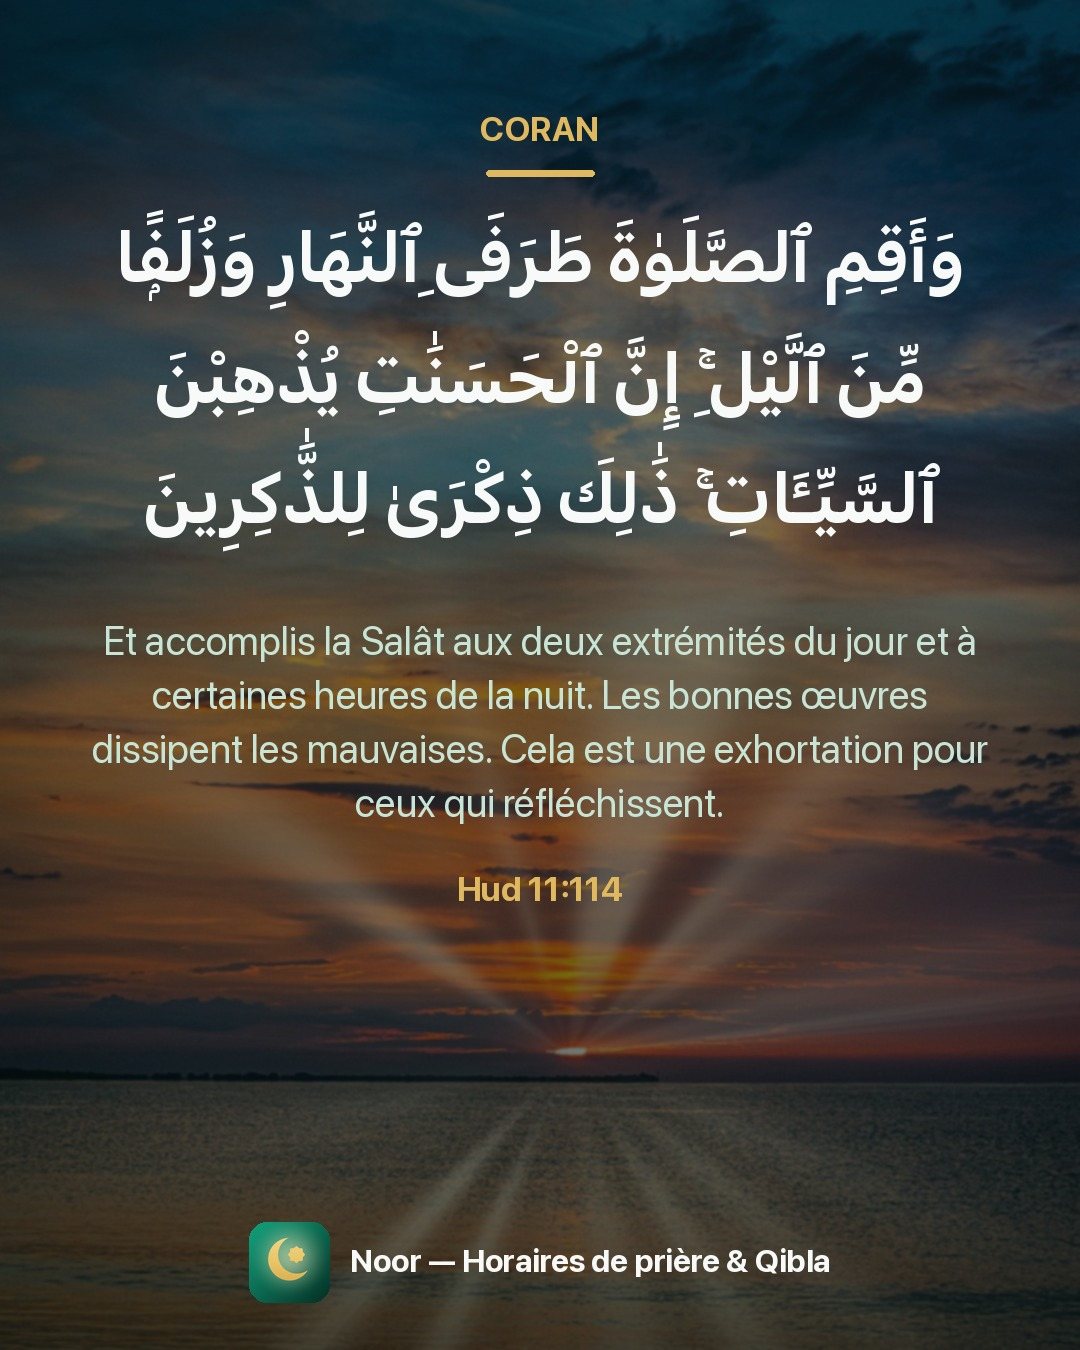 CORAN
وَأَقِمِ ٱلصَّلَوٰةَ طَرَفَىِ ٱلنَّهَارِ وَزُلَفًۭا
مِّنَ ٱلَّيْلِ ۚ إِنَّ ٱلْحَسَنَـٰتِ يُذْهِبْنَ
ٱلسَّيِّـَٔاتِ ۚ ذَٰلِكَ ذِكْرَىٰ لِلذَّٰكِرِينَ
Et accomplis la Salât aux deux extrémités du jour et à
certaines heures de la nuit. Les bonnes œuvres
dissipent les mauvaises. Cela est une exhortation pour
ceux qui réfléchissent.
Hud 11:114
Noor — Horaires de prière & Qibla